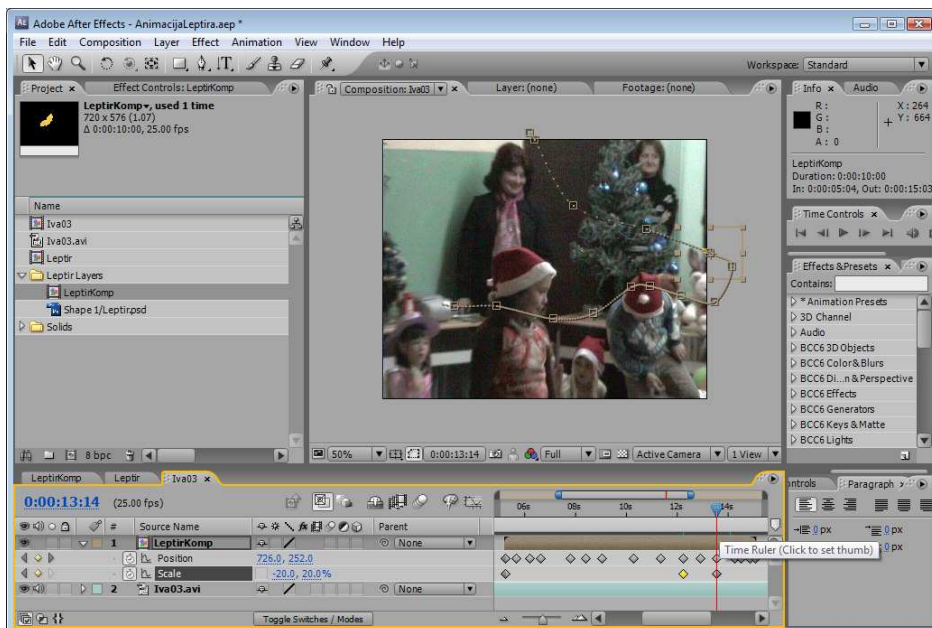 Adobe After Effects - AnimacijaLeptira.aep *
File Edit Composition Layer Effect Animation View Window Help
Workspace: Standard
Project × Effect Controls: LeptirKomp
Composition: Iva03 × Layer: (none) Footage: (none)
Info × Audio
LeptirKomp, used 1 time
720 x 576 (1.07)
Δ 0:00:10:00, 25.00 fps
R :
G :
B :
A : 0
X : 264
Y : 664
LeptirKomp
Duration: 0:00:10:00
In: 0:00:05:04, Out: 0:00:15:03
Time Controls ×
Name
Iva03
Iva03.avi
Leptir
Leptir Layers
LeptirKomp
Shape 1/Leptir.psd
Solids
Effects & Presets ×
Contains:
* Animation Presets
3D Channel
Audio
BCC6 3D Objects
BCC6 Color & Blurs
BCC6 Di...n & Perspective
BCC6 Effects
BCC6 Generators
BCC6 Keys & Matte
BCC6 Lights
8 bpc
50% 0:00:13:14 Full Active Camera 1 View
LeptirKomp Leptir Iva03 ×
ntrols Paragraph ×
0:00:13:14 (25.00 fps)
06s 08s 10s 12s 14s
# Source Name Parent
1 LeptirKomp None
Position 726.0, 252.0
Scale -20.0, 20.0%
2 Iva03.avi None
Time Ruler (Click to set thumb)
0 px 0 px
0 px
Toggle Switches / Modes